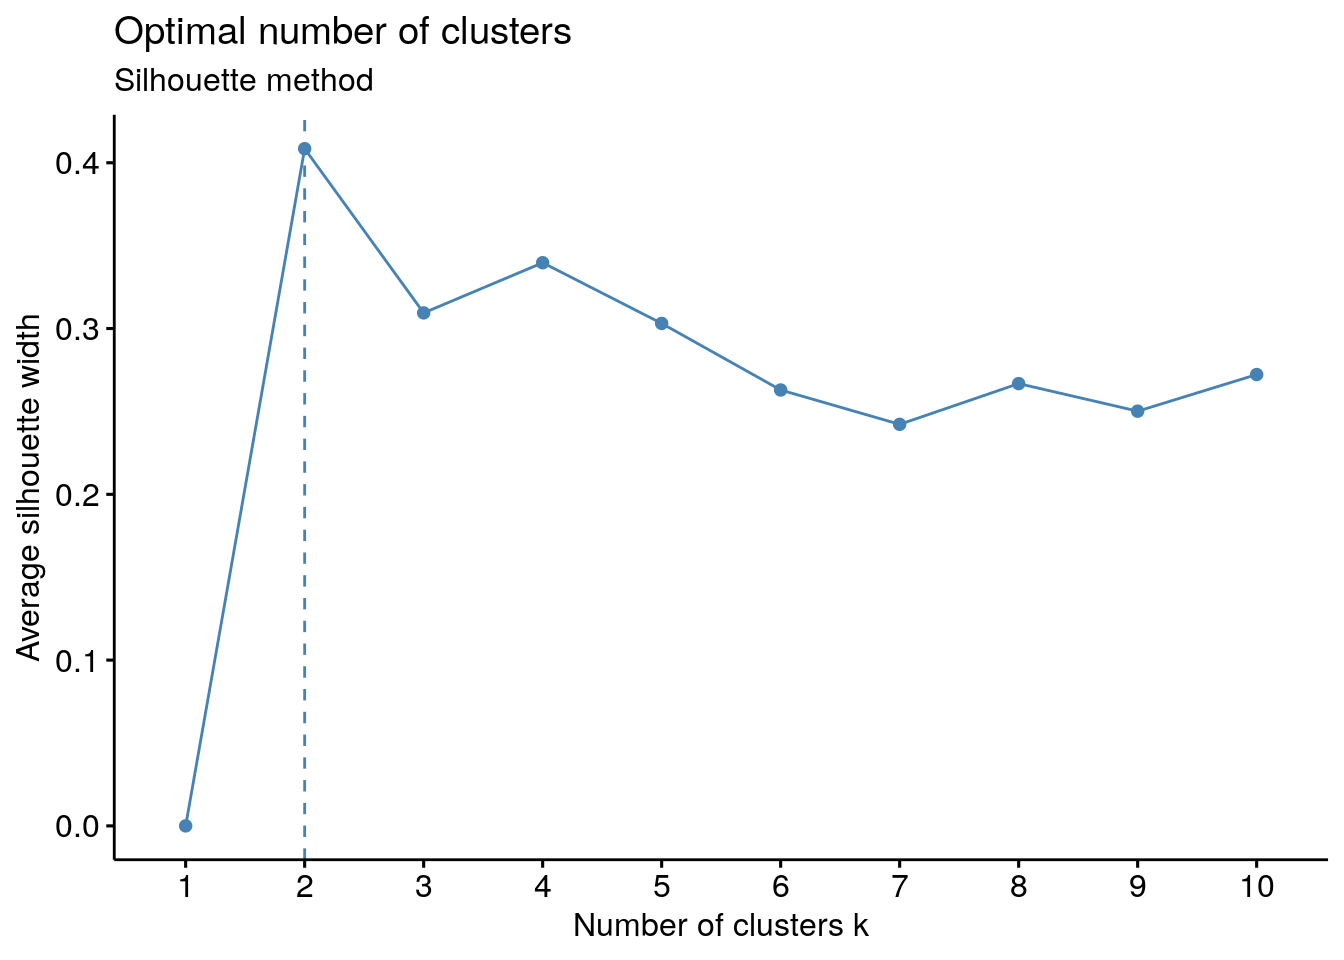 Optimal number of clusters
Silhouette method
Average silhouette width
0.4
0.3
0.2
0.1
0.0
1 2 3 4 5 6 7 8 9 10
Number of clusters k